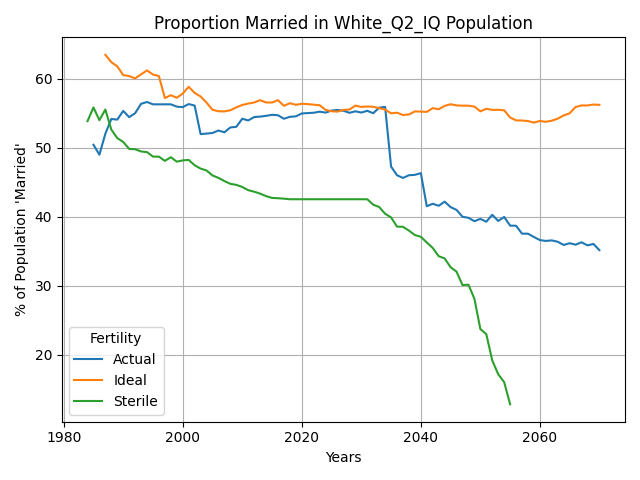 Proportion Married in White_Q2_IQ Population
% of Population 'Married'
60
50
40
30
20
Fertility
Actual
Ideal
Sterile
1980 2000 2020 2040 2060
Years